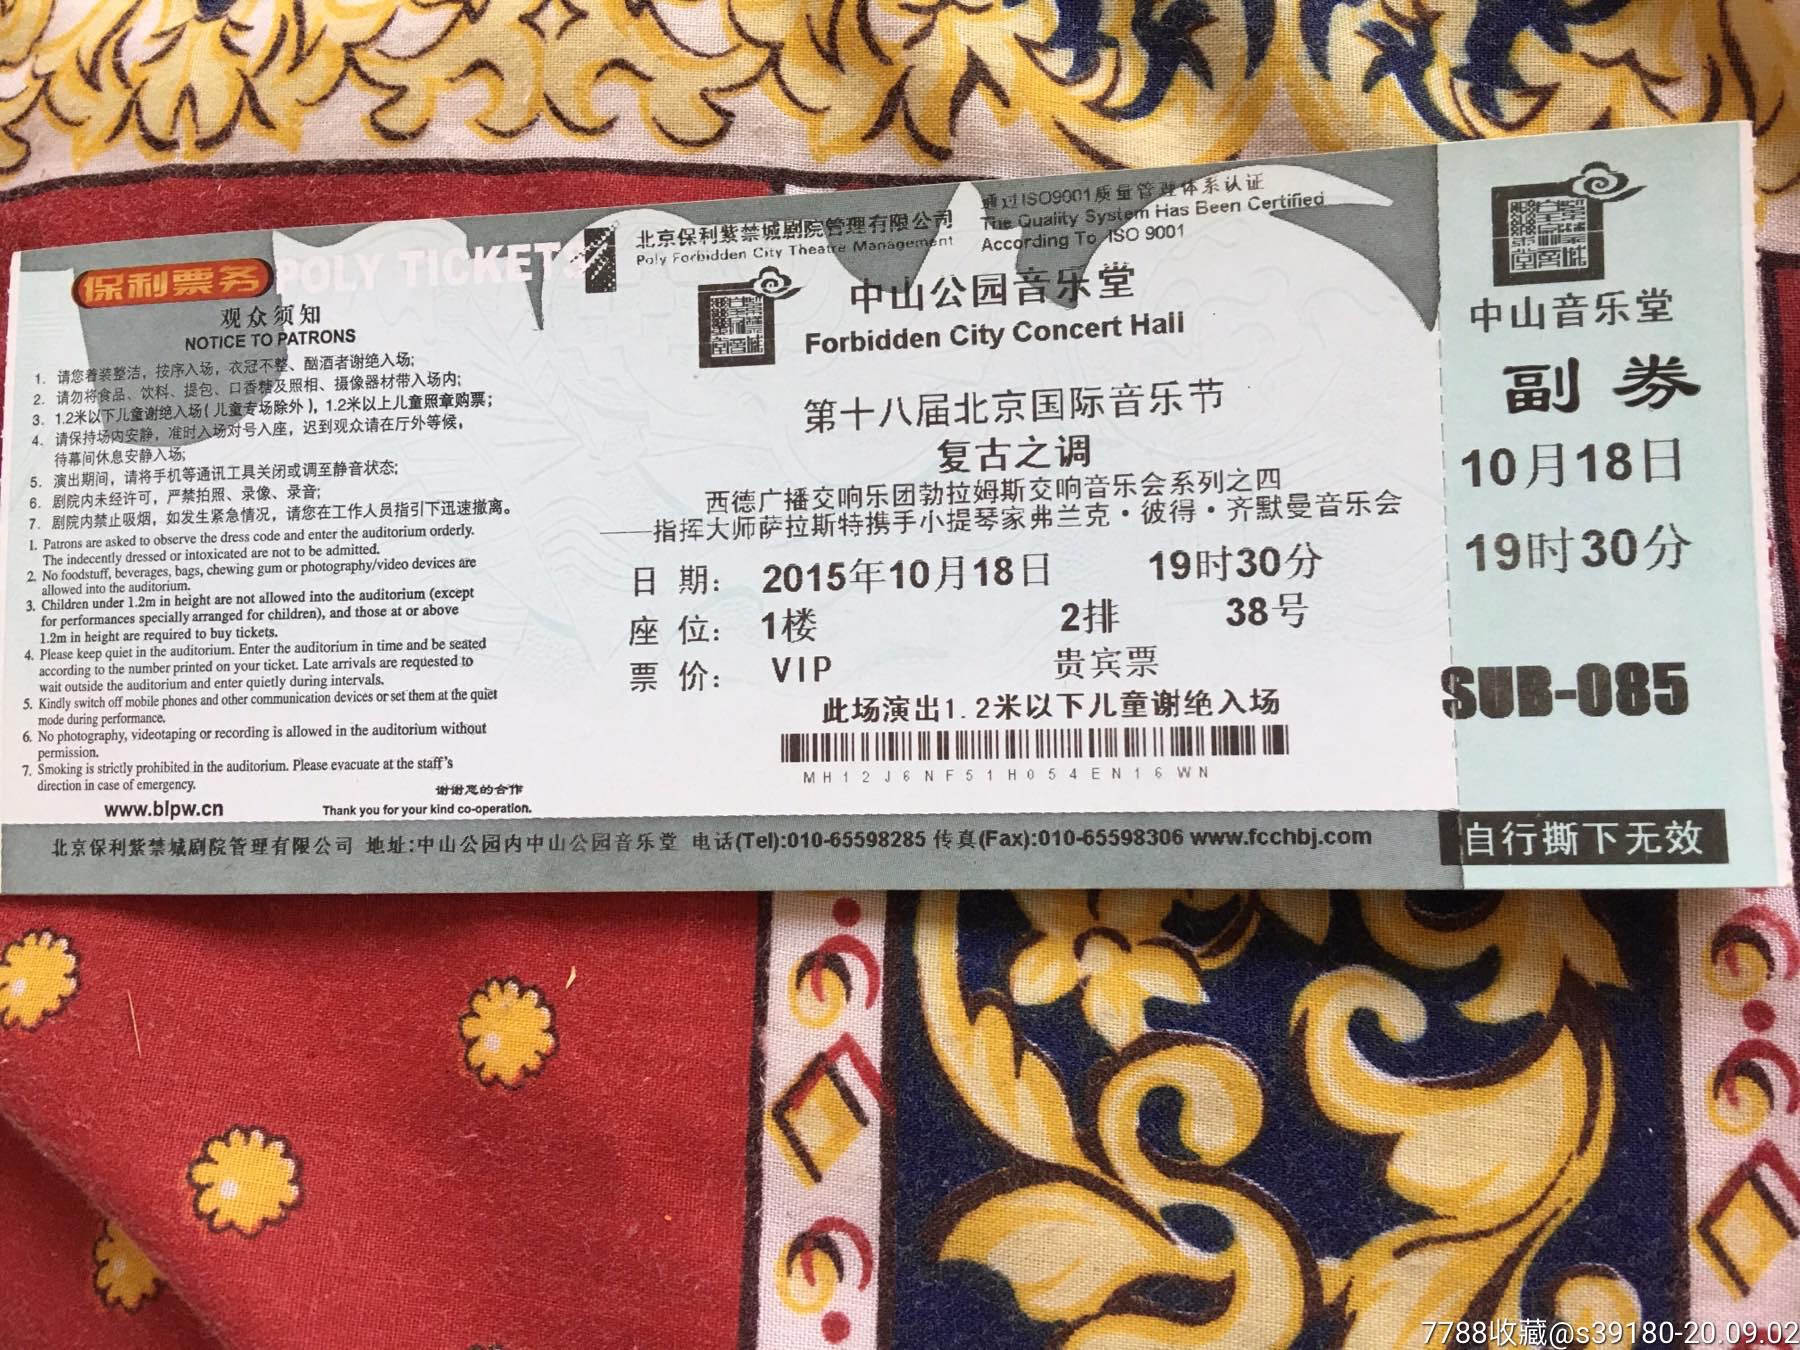 保利票务
POLY TICKETS
观众须知
NOTICE TO PATRONS
1. 请您着装整洁，按序入场，衣冠不整、酗酒者谢绝入场;
2. 请勿将食品、饮料、提包、口香糖及照相、摄像器材带入场内;
3. 1.2米以下儿童谢绝入场(儿童专场除外)，1.2米以上儿童照章购票;
4. 请保持场内安静，准时入场对号入座，迟到观众请在厅外等候，
待幕间休息安静入场;
5. 演出期间，请将手机等通讯工具关闭或调至静音状态;
6. 剧院内未经许可，严禁拍照、录像、录音;
7. 剧院内禁止吸烟，如发生紧急情况，请您在工作人员指引下迅速撤离。
1. Patrons are asked to observe the dress code and enter the auditorium orderly.
The indecently dressed or intoxicated are not to be admitted.
2. No foodstuff, beverages, bags, chewing gum or photography/video devices are
allowed into the auditorium.
3. Children under 1.2m in height are not allowed into the auditorium (except
for performances specially arranged for children), and those at or above
1.2m in height are required to buy tickets.
4. Please keep quiet in the auditorium. Enter the auditorium in time and be seated
according to the number printed on your ticket. Late arrivals are requested to
wait outside the auditorium and enter quietly during intervals.
5. Kindly switch off mobile phones and other communication devices or set them at the quiet
mode during performance.
6. No photography, videotaping or recording is allowed in the auditorium without
permission.
7. Smoking is strictly prohibited in the auditorium. Please evacuate at the staff's
direction in case of emergency.
谢谢您的合作
www.blpw.cn Thank you for your kind co-operation.
北京保利紫禁城剧院管理有限公司
Poly Forbidden City Theatre Management
通过ISO9001质量管理体系认证
The Quality System Has Been Certified
According To ISO 9001
中山公园音乐堂
Forbidden City Concert Hall
第十八届北京国际音乐节
复古之调
西德广播交响乐团勃拉姆斯交响音乐会系列之四
——指挥大师萨拉斯特携手小提琴家弗兰克·彼得·齐默曼音乐会
日 期: 2015年10月18日 19时30分
座 位: 1楼 2排 38号
票 价: VIP 贵宾票
此场演出1.2米以下儿童谢绝入场
MH12J6NF51H054EN16WN
北京保利紫禁城剧院管理有限公司 地址:中山公园内中山公园音乐堂 电话(Tel):010-65598285 传真(Fax):010-65598306 www.fcchbj.com
中山音乐堂
副 券
10月18日
19时30分
SUB-085
自行撕下无效
7788收藏@s39180-20.09.02